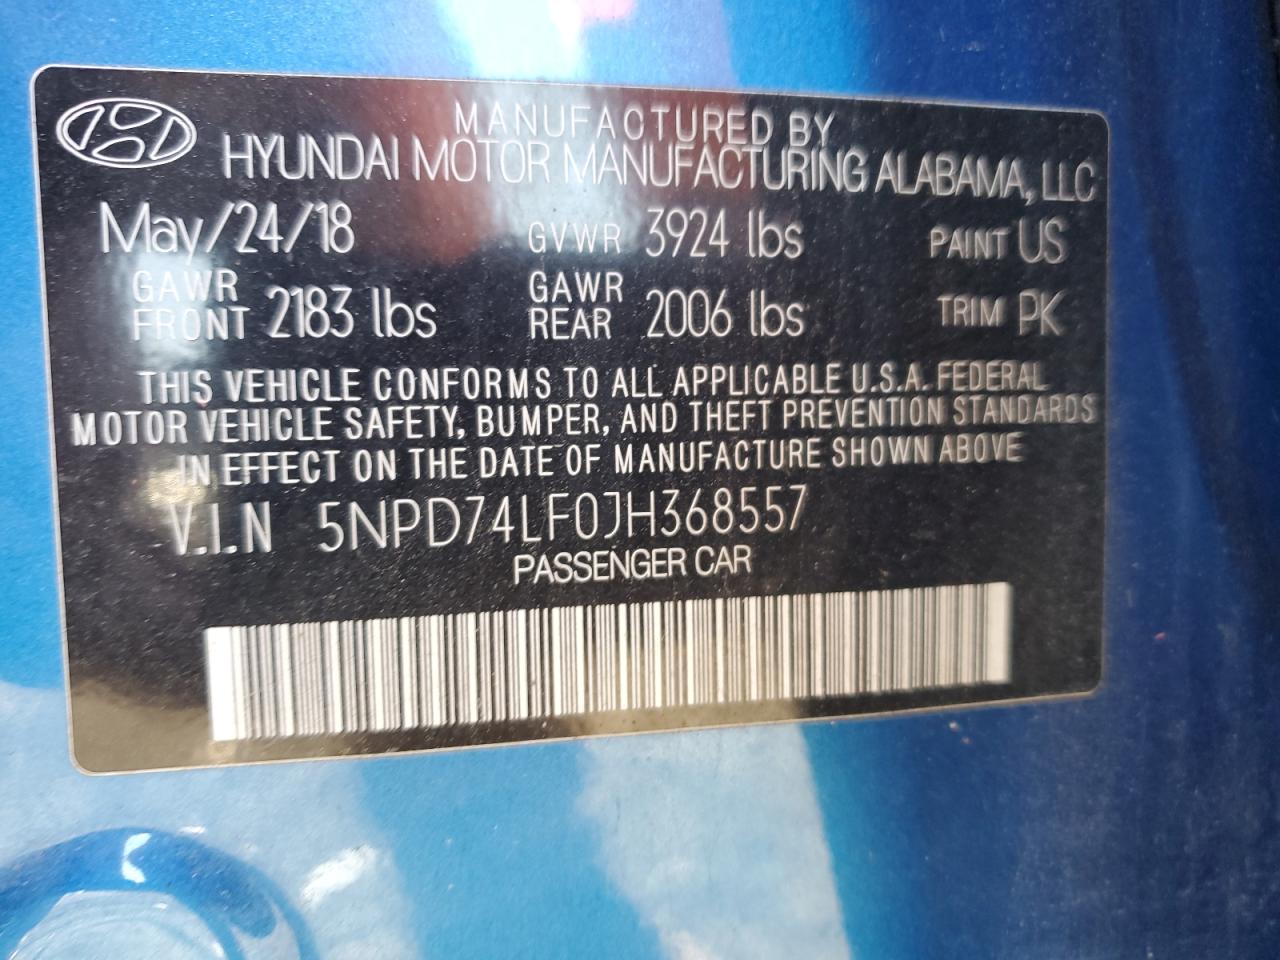 MANUFACTURED BY
HYUNDAI MOTOR MANUFACTURING ALABAMA, LLC
May/24/18 GVWR 3924 lbs PAINT US
GAWR FRONT 2183 lbs GAWR REAR 2006 lbs TRIM PK
THIS VEHICLE CONFORMS TO ALL APPLICABLE U.S.A. FEDERAL
MOTOR VEHICLE SAFETY, BUMPER, AND THEFT PREVENTION STANDARDS
IN EFFECT ON THE DATE OF MANUFACTURE SHOWN ABOVE
V.I.N 5NPD74LF0JH368557
PASSENGER CAR